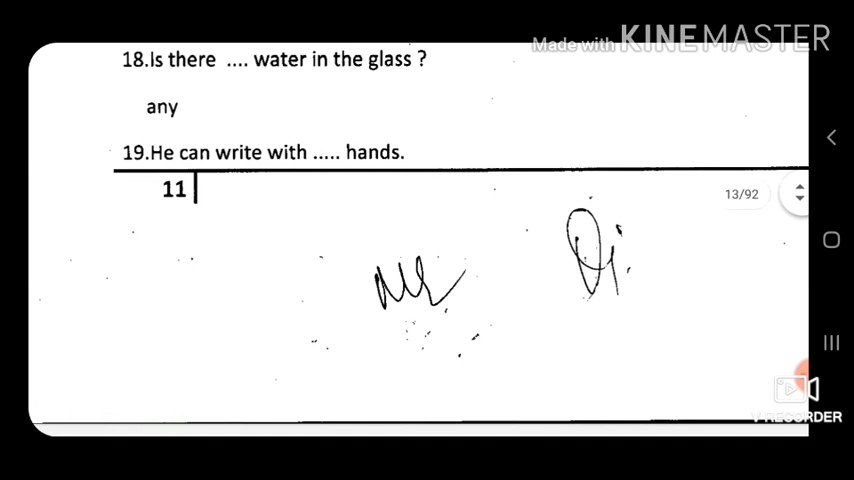 Made with KINEMASTER
18.Is there .... water in the glass ?
any
19.He can write with ..... hands.
11
13/92
V RECORDER